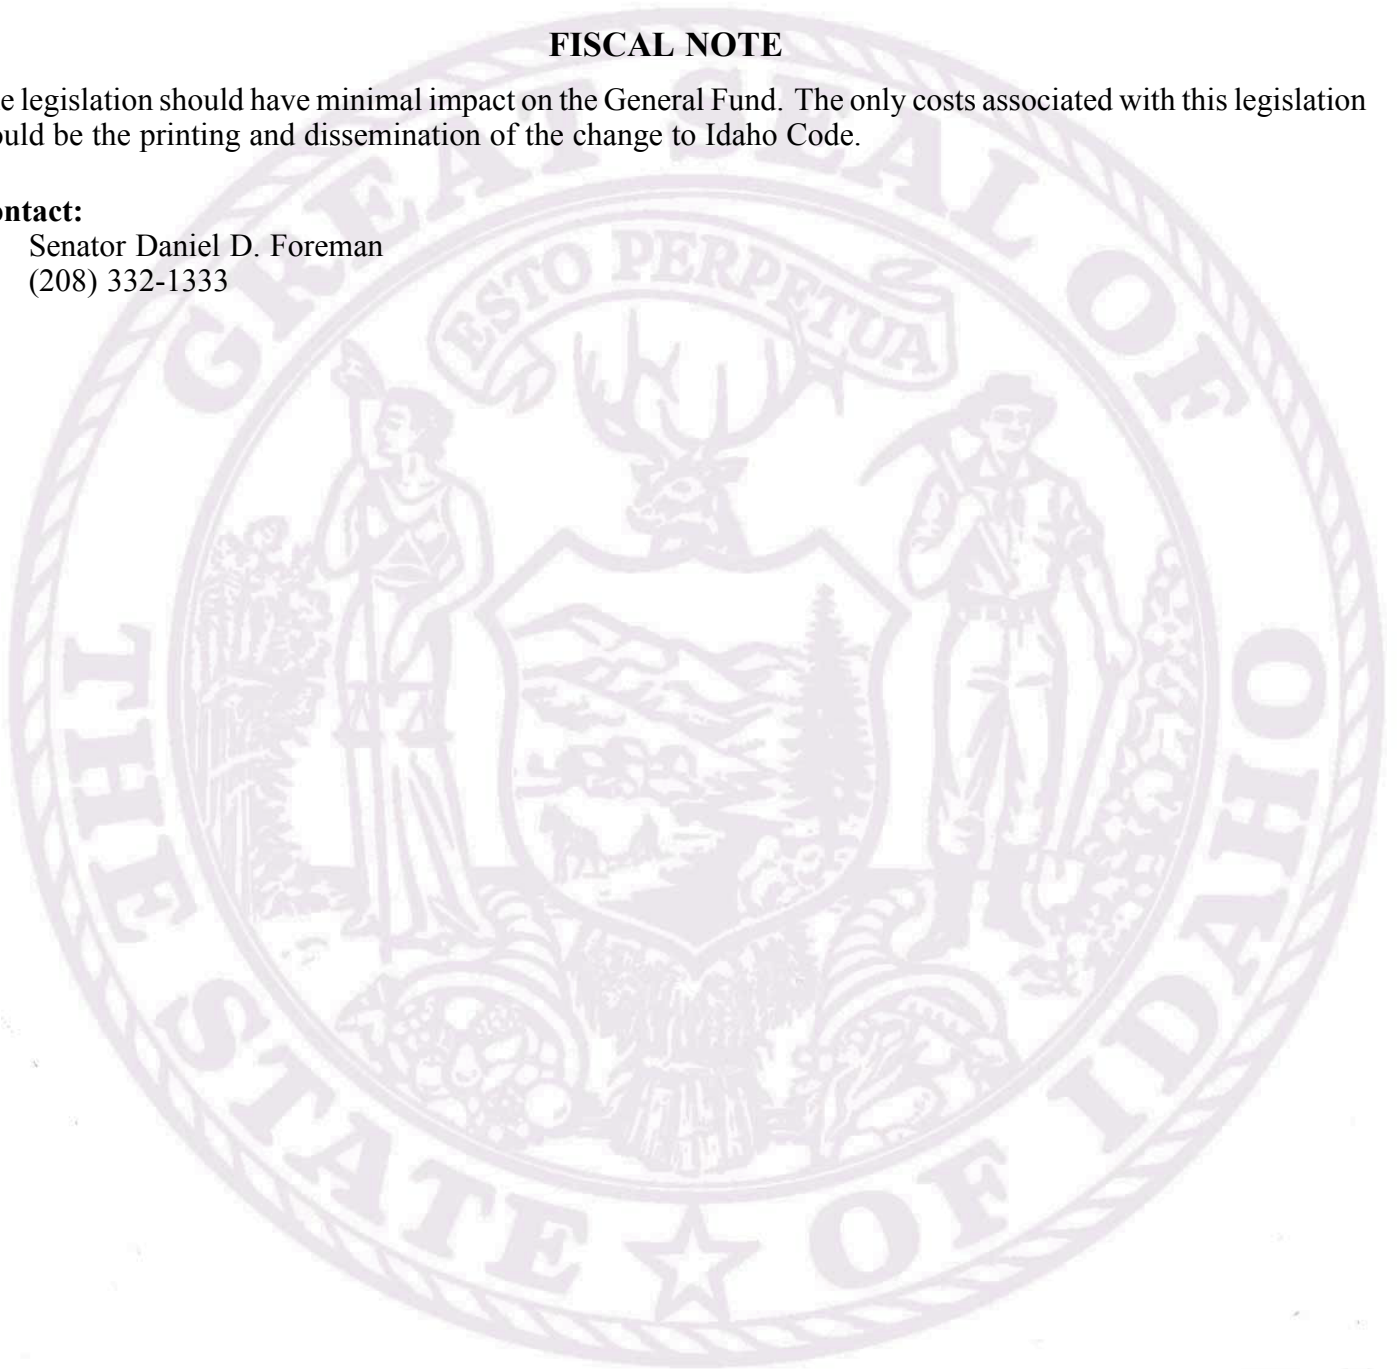 FISCAL NOTE
e legislation should have minimal impact on the General Fund. The only costs associated with this legislation
ould be the printing and dissemination of the change to Idaho Code.
ontact:
Senator Daniel D. Foreman
(208) 332-1333
GREAT SEAL OF
THE STATE OF IDAHO
ESTO PERPETUA